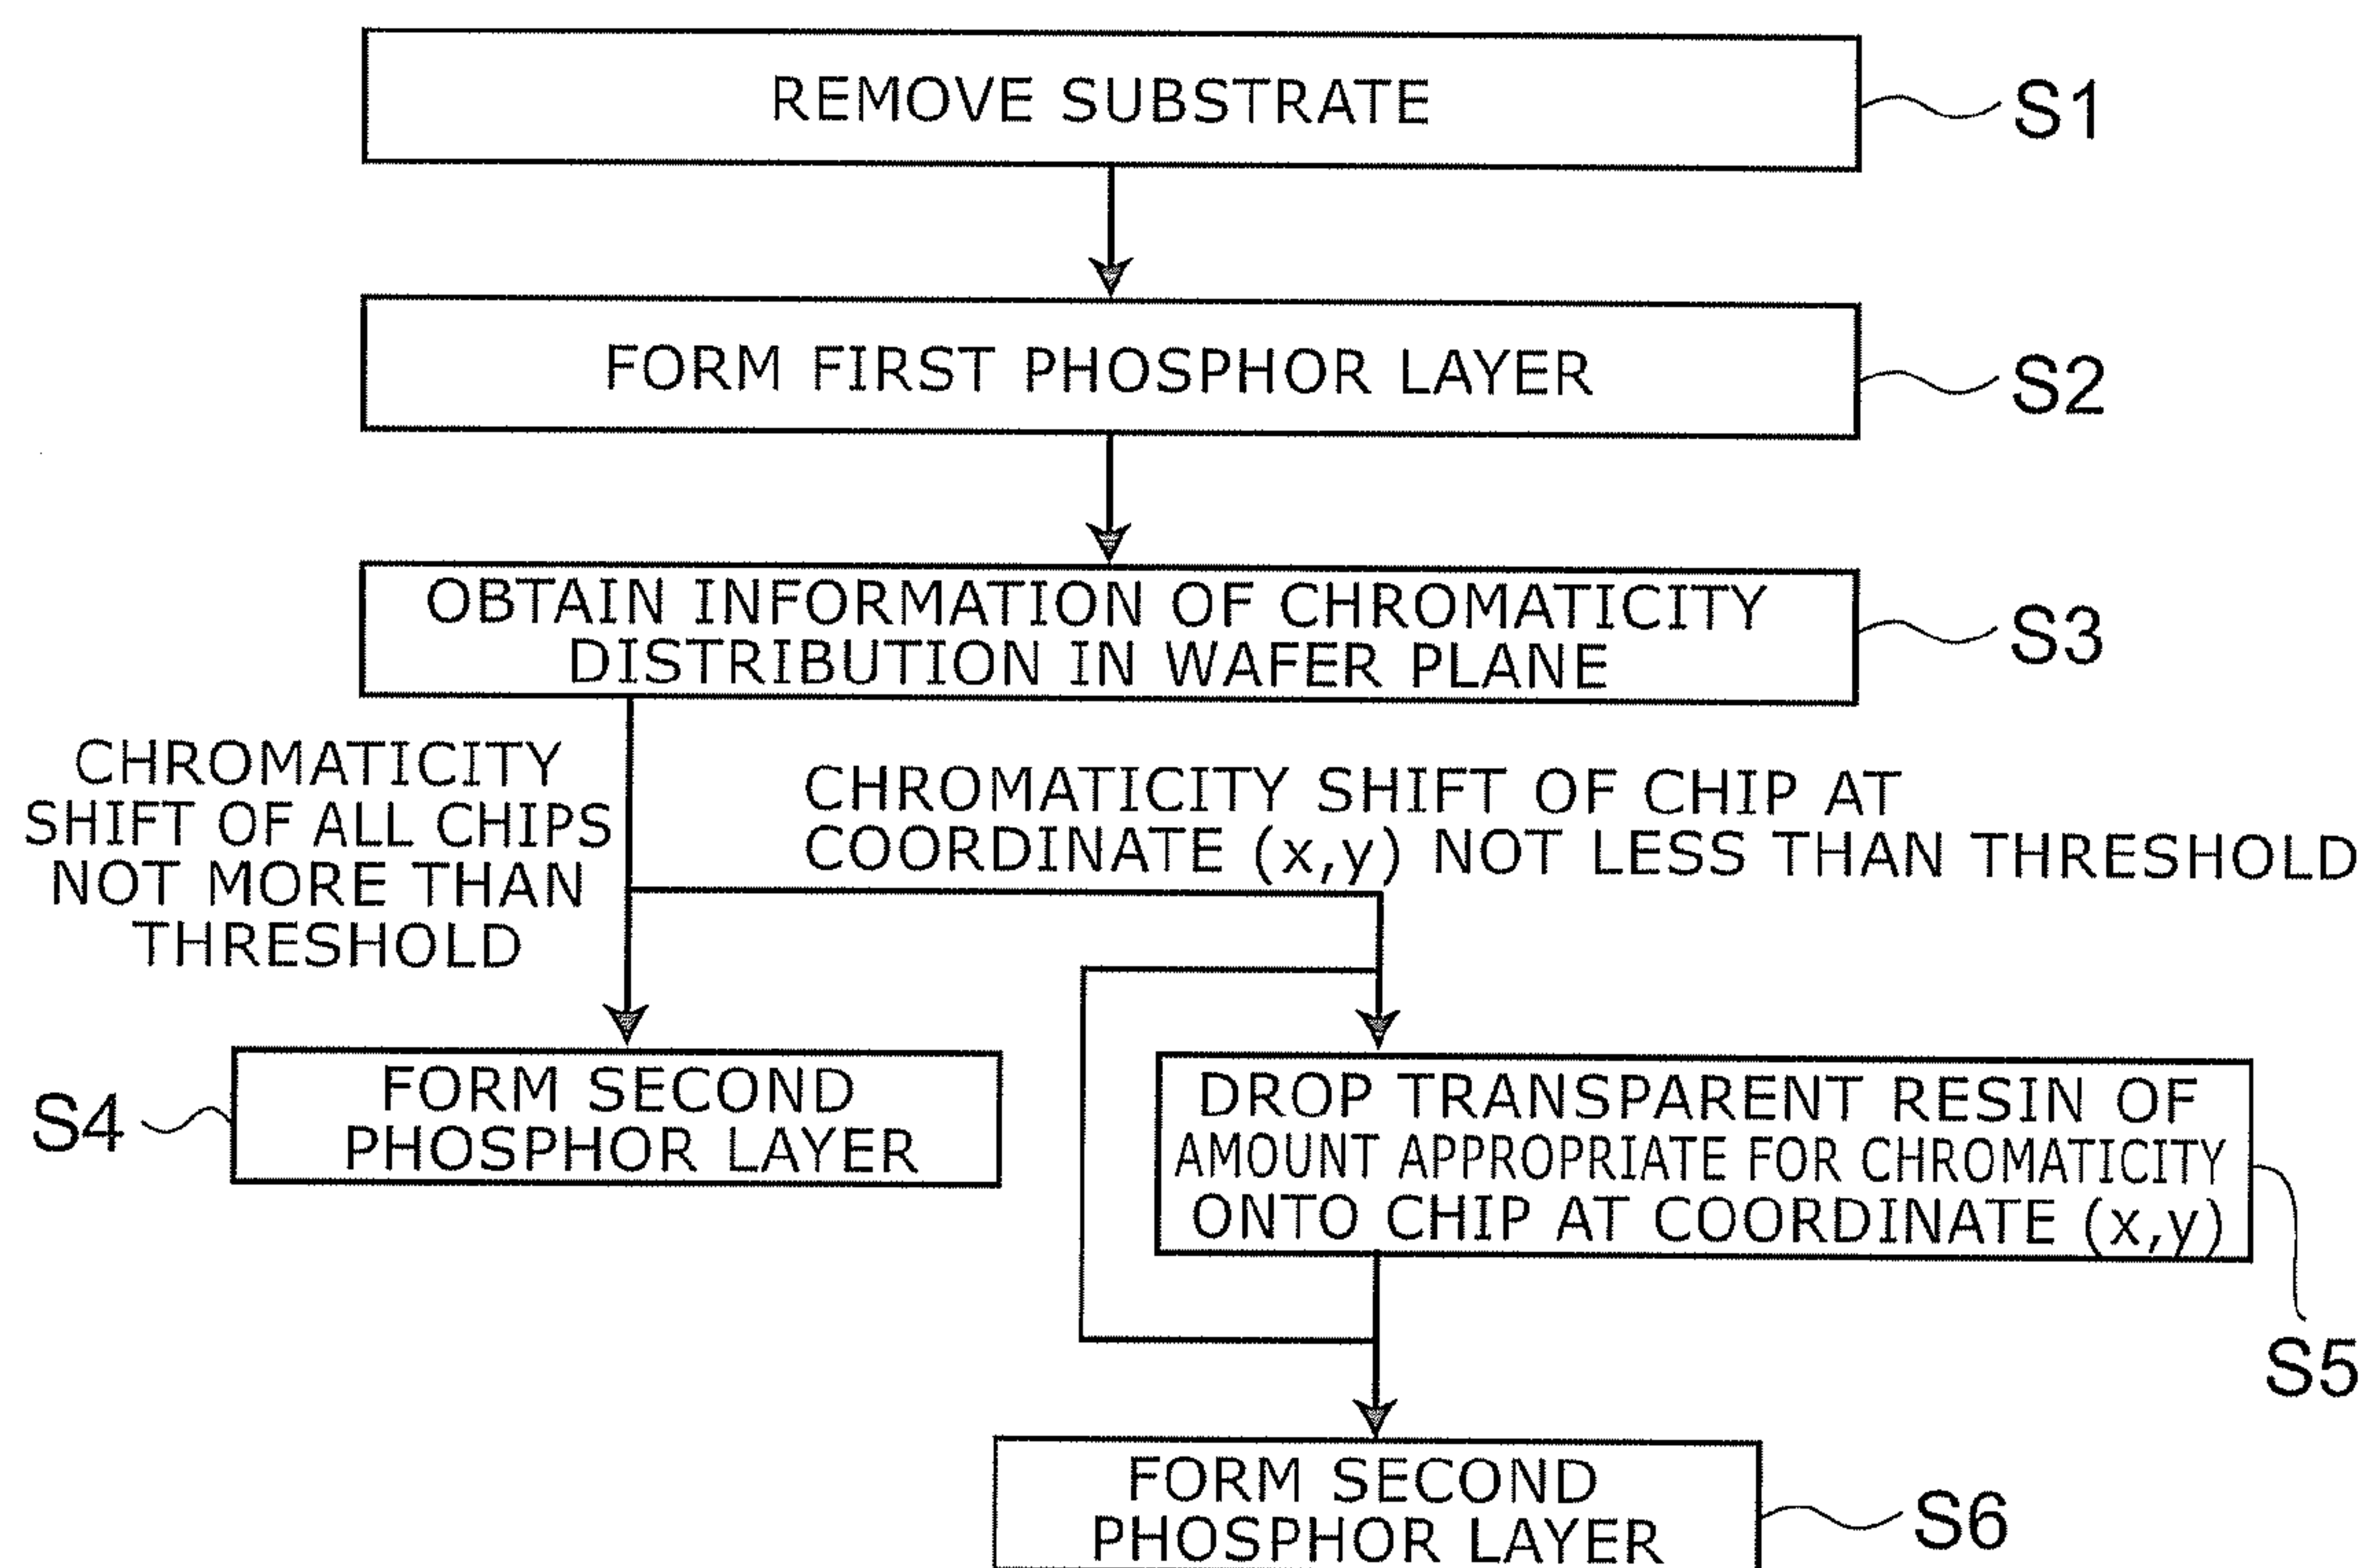 REMOVE SUBSTRATE
S1
FORM FIRST PHOSPHOR LAYER
S2
OBTAIN INFORMATION OF CHROMATICITY
DISTRIBUTION IN WAFER PLANE
S3
CHROMATICITY
SHIFT OF ALL CHIPS
NOT MORE THAN
THRESHOLD
CHROMATICITY SHIFT OF CHIP AT
COORDINATE (x,y) NOT LESS THAN THRESHOLD
S4
FORM SECOND
PHOSPHOR LAYER
DROP TRANSPARENT RESIN OF
AMOUNT APPROPRIATE FOR CHROMATICITY
ONTO CHIP AT COORDINATE (x,y)
S5
FORM SECOND
PHOSPHOR LAYER
S6